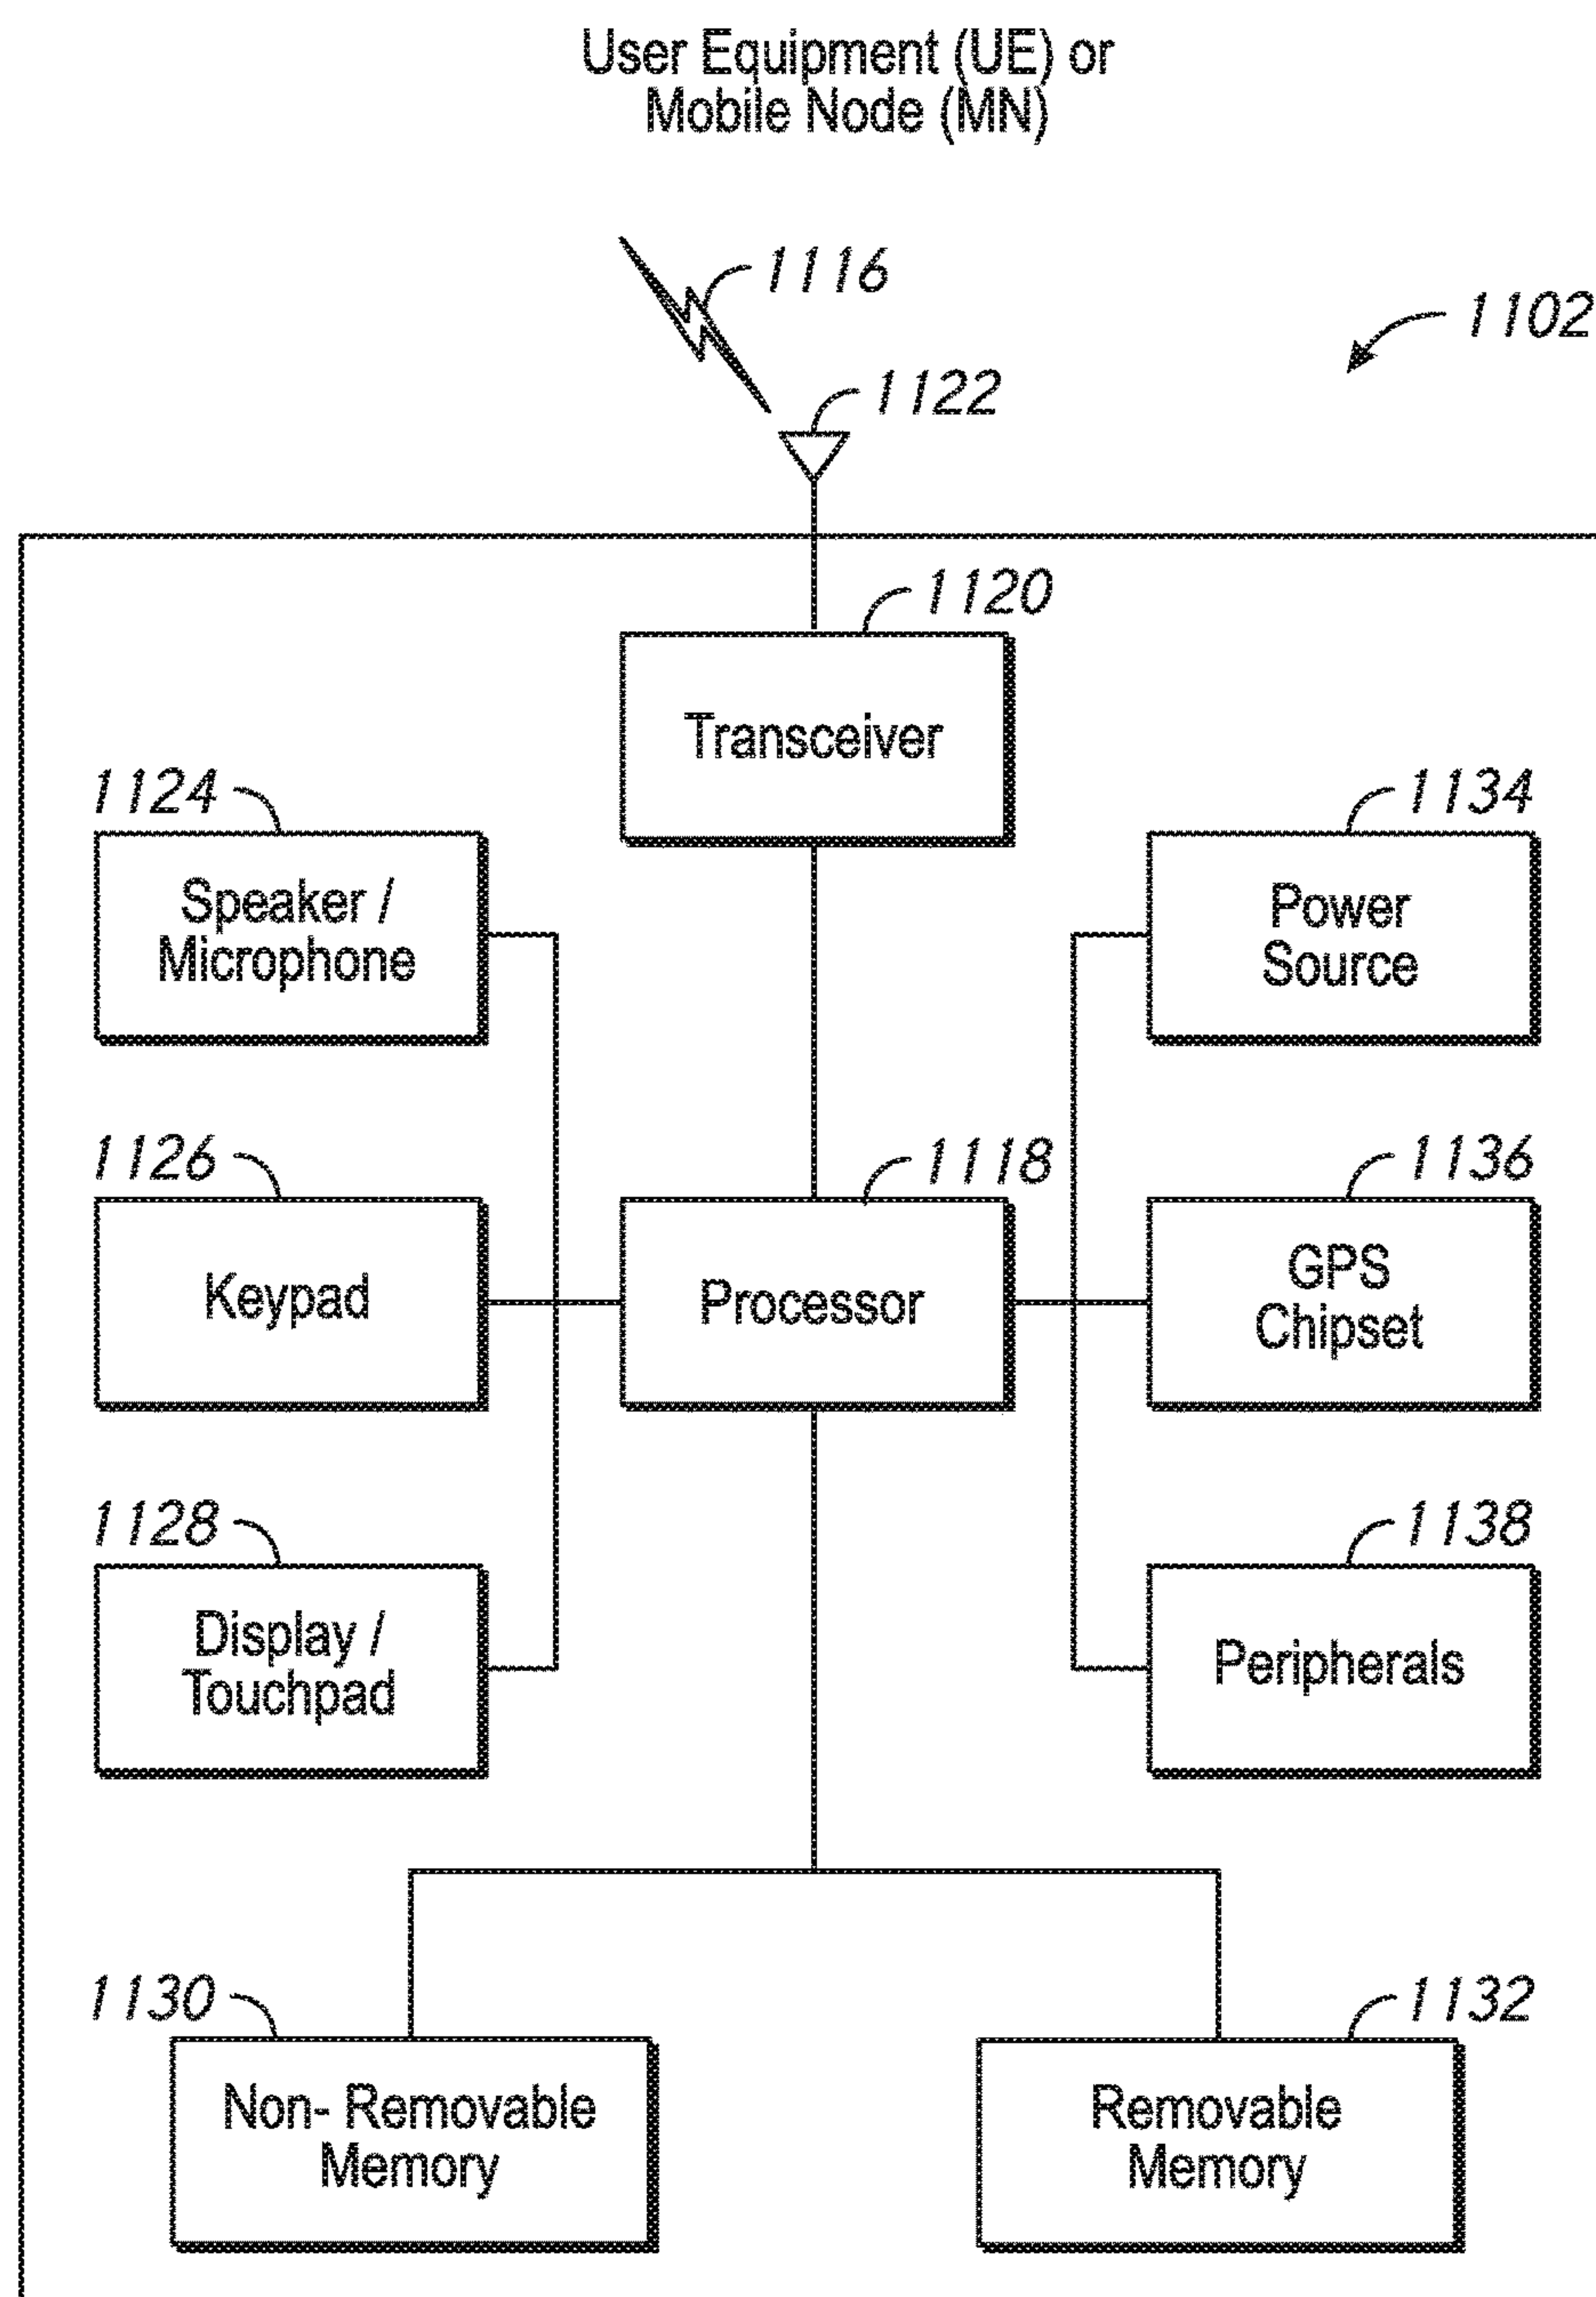 User Equipment (UE) or
Mobile Node (MN)
1116
1102
1122
1120
Transceiver
1124
1134
Speaker /
Microphone
Power
Source
1126
1118
1136
Keypad
Processor
GPS
Chipset
1128
1138
Display /
Touchpad
Peripherals
1130
1132
Non- Removable
Memory
Removable
Memory